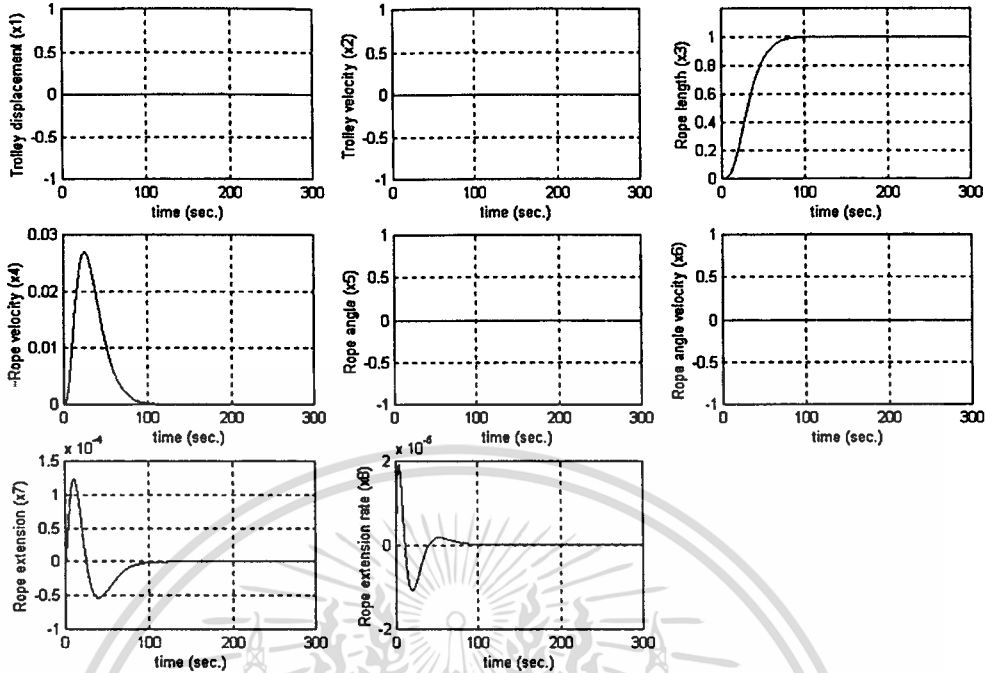 Trolley displacement (x1)
1
0.5
0
-0.5
-1
0 100 200 300
time (sec.)
Trolley velocity (x2)
1
0.5
0
-0.5
-1
0 100 200 300
time (sec.)
Rope length (x3)
1
0.8
0.6
0.4
0.2
0
0 100 200 300
time (sec.)
~Rope velocity (x4)
0.03
0.02
0.01
0
0 100 200 300
time (sec.)
Rope angle (x5)
1
0.5
0
-0.5
-1
0 100 200 300
time (sec.)
Rope angle velocity (x6)
1
0.5
0
-0.5
-1
0 100 200 300
time (sec.)
Rope extension (x7)
x 10⁻⁴
1.5
1
0.5
0
-0.5
-1
0 100 200 300
time (sec.)
Rope extension rate (x8)
2
0
-2
0 100 200 300
time (sec.)